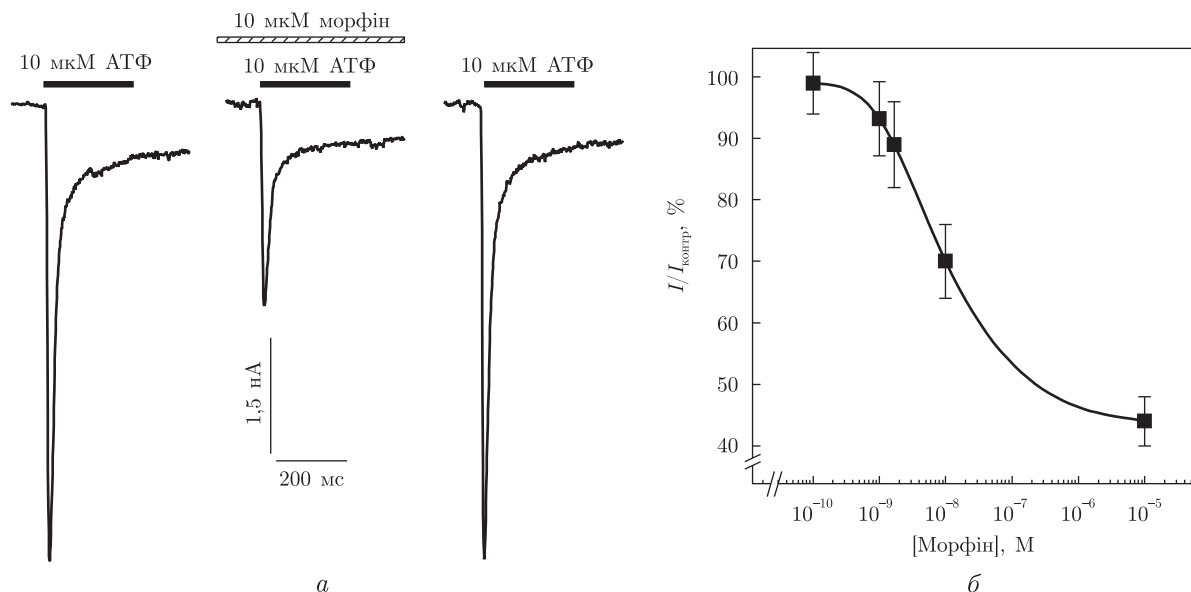 10 мкМ морфін
10 мкМ АТФ
10 мкМ АТФ
10 мкМ АТФ
1,5 нА
200 мс
а
I/Iконтр, %
100
90
80
70
60
50
40
10⁻¹⁰ 10⁻⁹ 10⁻⁸ 10⁻⁷ 10⁻⁶ 10⁻⁵
[Морфін], М
б